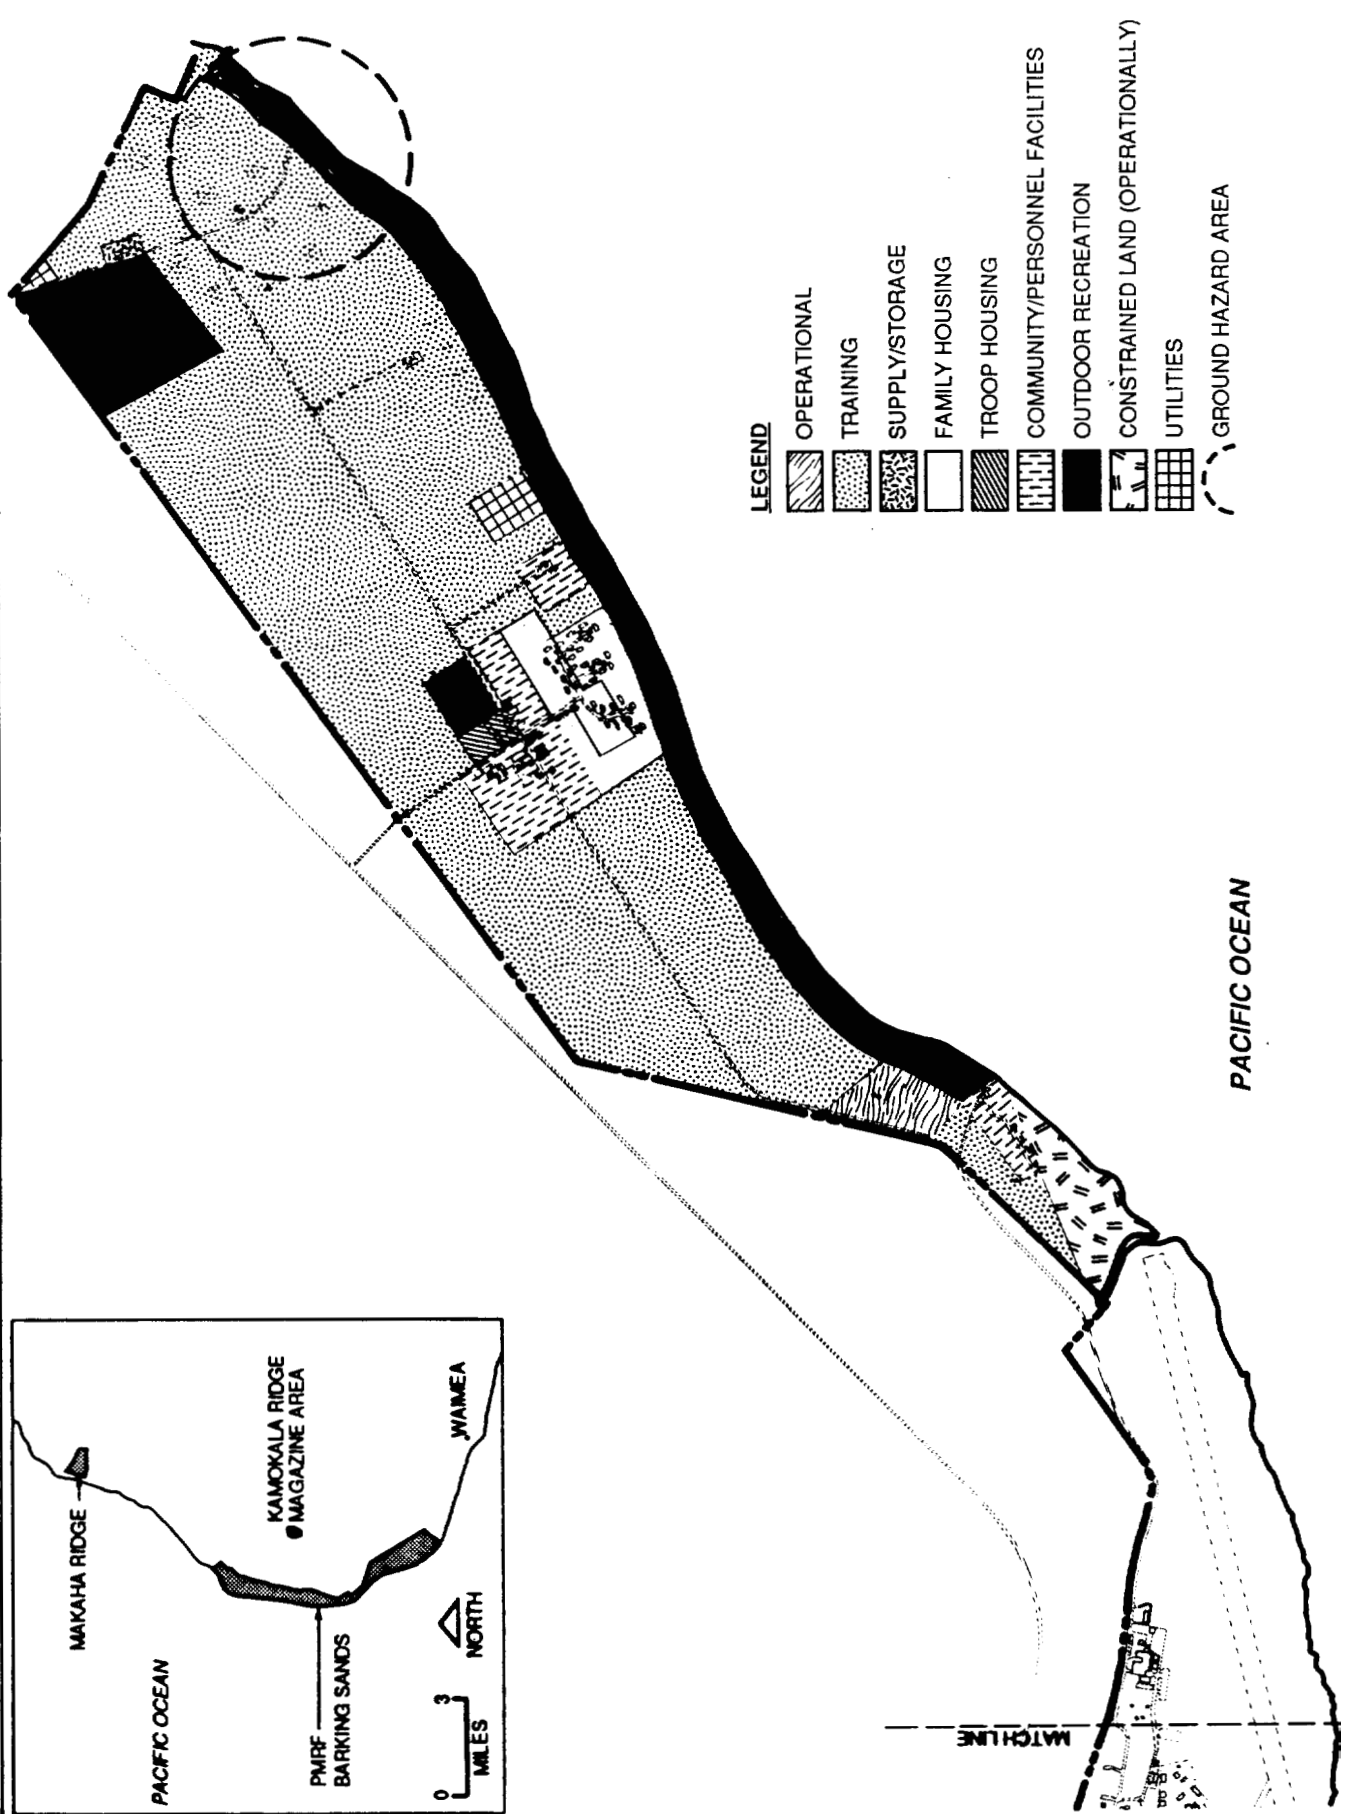 LEGEND
OPERATIONAL
TRAINING
SUPPLY/STORAGE
FAMILY HOUSING
TROOP HOUSING
COMMUNITY/PERSONNEL FACILITIES
OUTDOOR RECREATION
CONSTRAINED LAND (OPERATIONALLY)
UTILITIES
GROUND HAZARD AREA
PACIFIC OCEAN
MATCH LINE
MAKAHA RIDGE
PACIFIC OCEAN
KAMOKALA RIDGE
MAGAZINE AREA
PMRF
BARKING SANDS
WAIMEA
0 3
MILES
NORTH